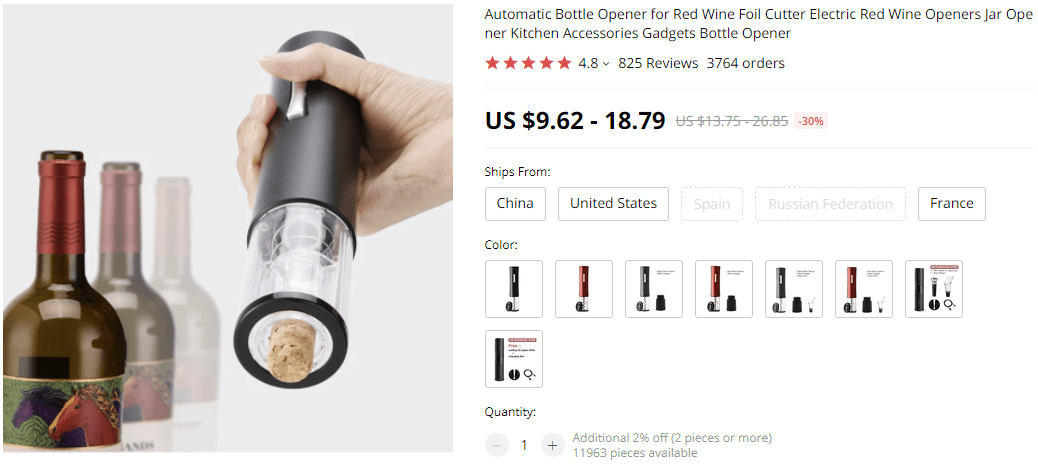 Automatic Bottle Opener for Red Wine Foil Cutter Electric Red Wine Openers Jar Ope
ner Kitchen Accessories Gadgets Bottle Opener
4.8 825 Reviews 3764 orders
US $9.62 - 18.79 US $13.75 - 26.85 -30%
Ships From:
China United States Spain Russian Federation France
Color:
Quantity:
1 Additional 2% off (2 pieces or more)
11963 pieces available
ANDS